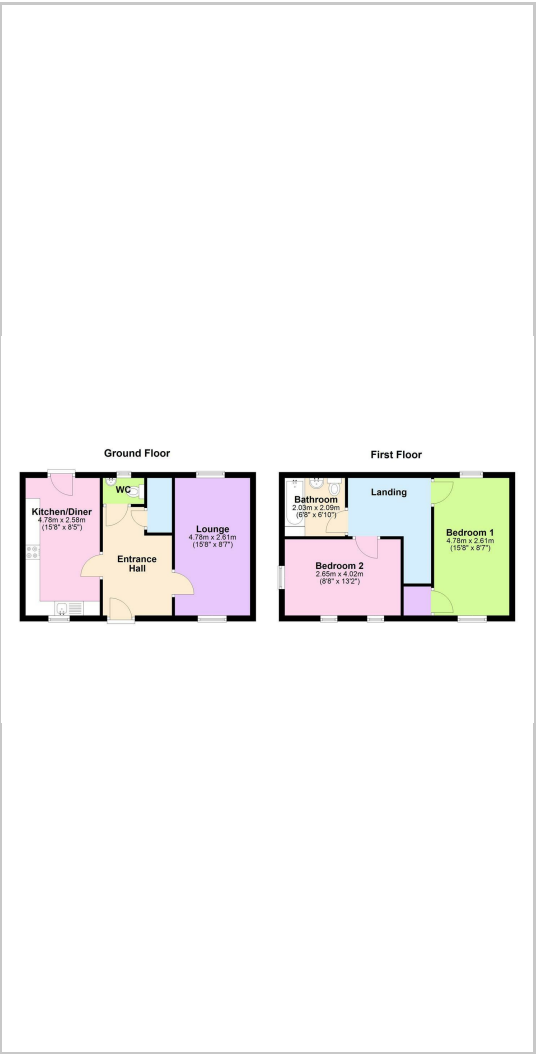 Ground Floor
Kitchen/Diner
4.78m x 2.58m
(15'8" x 8'5")
WC
Entrance
Hall
Lounge
4.78m x 2.61m
(15'8" x 8'7")
First Floor
Bathroom
2.03m x 2.09m
(6'8" x 6'10")
Landing
Bedroom 1
4.78m x 2.61m
(15'8" x 8'7")
Bedroom 2
2.65m x 4.02m
(8'8" x 13'2")